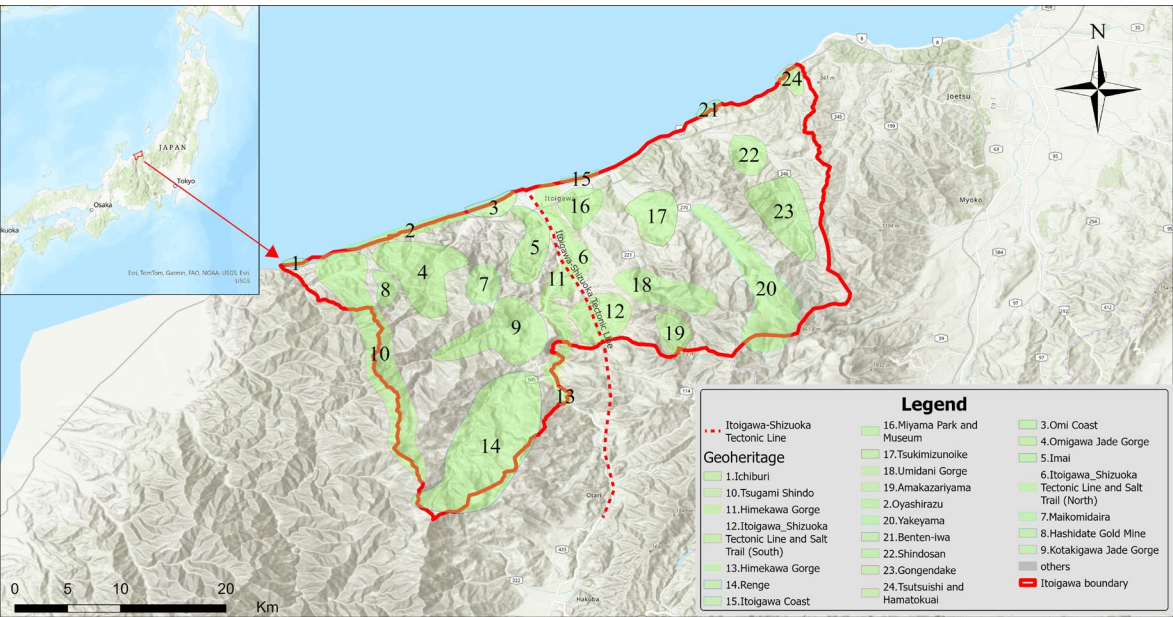 JAPAN
Tokyo
Osaka
kuoka
Esri, TomTom, Garmin, FAO, NOAA, USGS, Esri,
USGS
N
Joetsu
Myoko
Itoigawa
Otari
Hakuba
Itoigawa-Shizuoka Tectonic Line
1
2
3
4
5
6
7
8
9
10
11
12
13
14
15
16
17
18
19
20
21
22
23
24
0 5 10 20
Km
Legend
Itoigawa-Shizuoka
Tectonic Line
Geoheritage
1.Ichiburi
10.Tsugami Shindo
11.Himekawa Gorge
12.Itoigawa_Shizuoka
Tectonic Line and Salt
Trail (South)
13.Himekawa Gorge
14.Renge
15.Itoigawa Coast
16.Miyama Park and
Museum
17.Tsukimizunoike
18.Umidani Gorge
19.Amakazariyama
2.Oyashirazu
20.Yakeyama
21.Benten-iwa
22.Shindosan
23.Gongendake
24.Tsutsuishi and
Hamatokuai
3.Omi Coast
4.Omigawa Jade Gorge
5.Imai
6.Itoigawa_Shizuoka
Tectonic Line and Salt
Trail (North)
7.Maikomidaira
8.Hashidate Gold Mine
9.Kotakigawa Jade Gorge
others
Itoigawa boundary